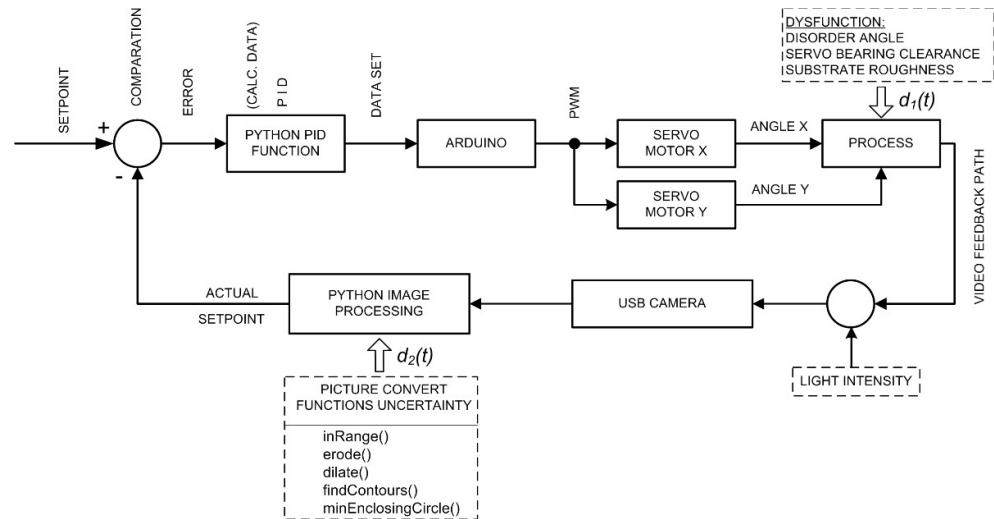 DYSFUNCTION:
DISORDER ANGLE
SERVO BEARING CLEARANCE
SUBSTRATE ROUGHNESS
d₁(t)
SETPOINT
COMPARATION
ERROR
(CALC. DATA)
P I D
DATA SET
PWM
+
-
PYTHON PID
FUNCTION
ARDUINO
SERVO
MOTOR X
ANGLE X
PROCESS
SERVO
MOTOR Y
ANGLE Y
VIDEO FEEDBACK PATH
ACTUAL
SETPOINT
PYTHON IMAGE
PROCESSING
USB CAMERA
d₂(t)
LIGHT INTENSITY
PICTURE CONVERT
FUNCTIONS UNCERTAINTY
inRange()
erode()
dilate()
findContours()
minEnclosingCircle()